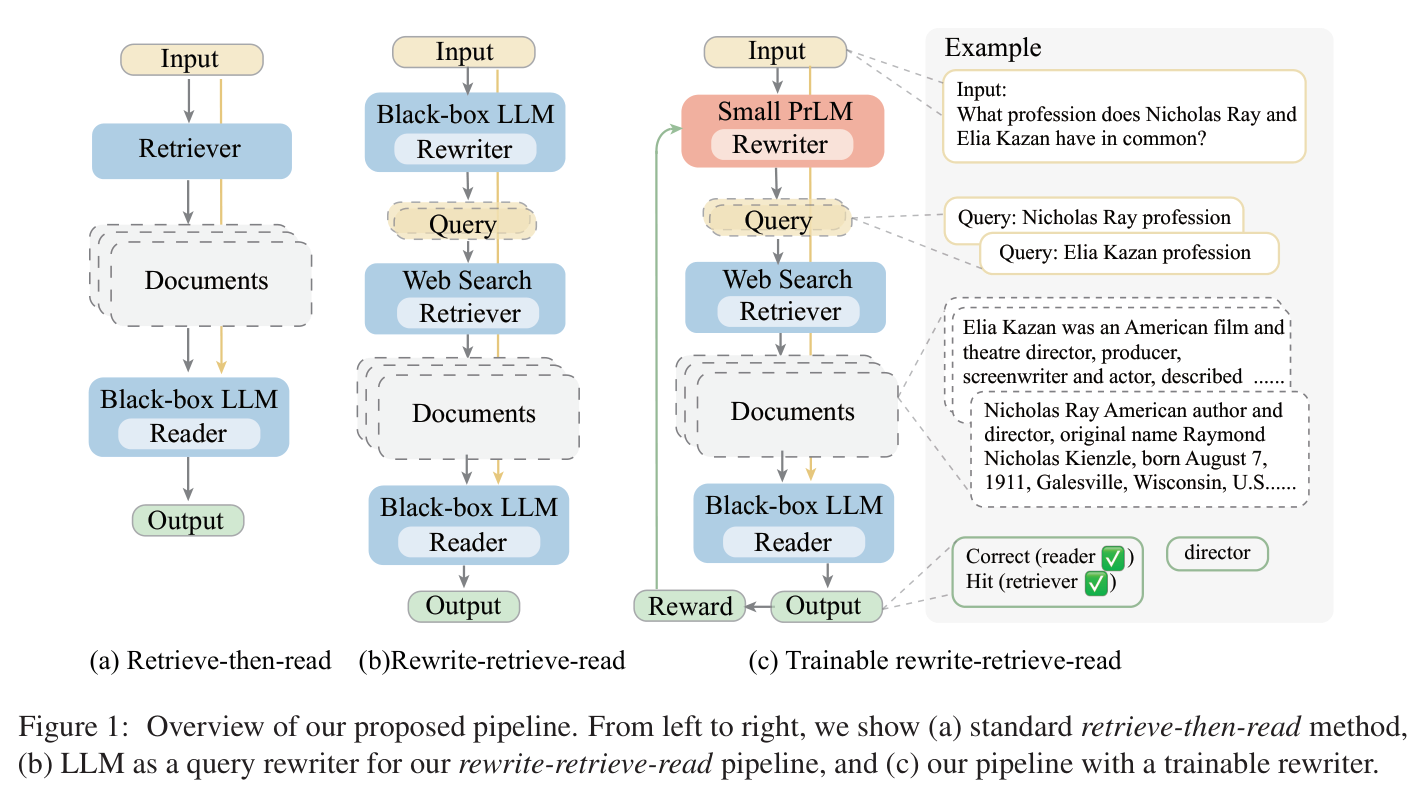 Input
Retriever
Documents
Black-box LLM
Reader
Output
(a) Retrieve-then-read
Input
Black-box LLM
Rewriter
Query
Web Search
Retriever
Documents
Black-box LLM
Reader
Output
(b)Rewrite-retrieve-read
Input
Small PrLM
Rewriter
Query
Web Search
Retriever
Documents
Black-box LLM
Reader
Reward
Output
(c) Trainable rewrite-retrieve-read
Example
Input:
What profession does Nicholas Ray and
Elia Kazan have in common?
Query: Nicholas Ray profession
Query: Elia Kazan profession
Elia Kazan was an American film and
theatre director, producer,
screenwriter and actor, described ......
Nicholas Ray American author and
director, original name Raymond
Nicholas Kienzle, born August 7,
1911, Galesville, Wisconsin, U.S......
Correct (reader ✅)
Hit (retriever ✅)
director
Figure 1: Overview of our proposed pipeline. From left to right, we show (a) standard retrieve-then-read method,
(b) LLM as a query rewriter for our rewrite-retrieve-read pipeline, and (c) our pipeline with a trainable rewriter.